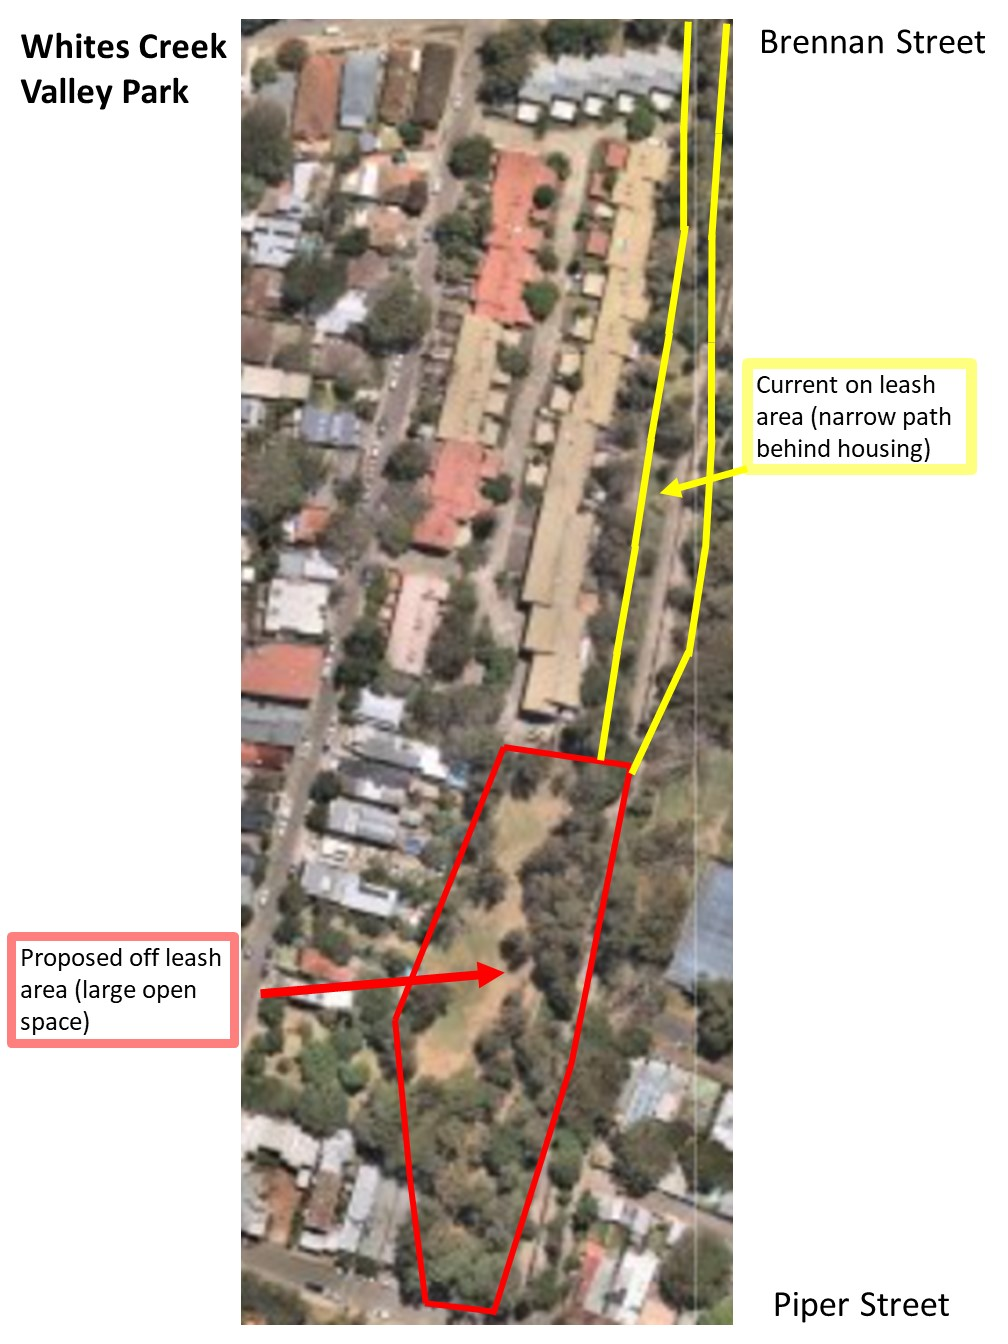 Whites Creek
Valley Park
Brennan Street
Current on leash
area (narrow path
behind housing)
Proposed off leash
area (large open
space)
Piper Street